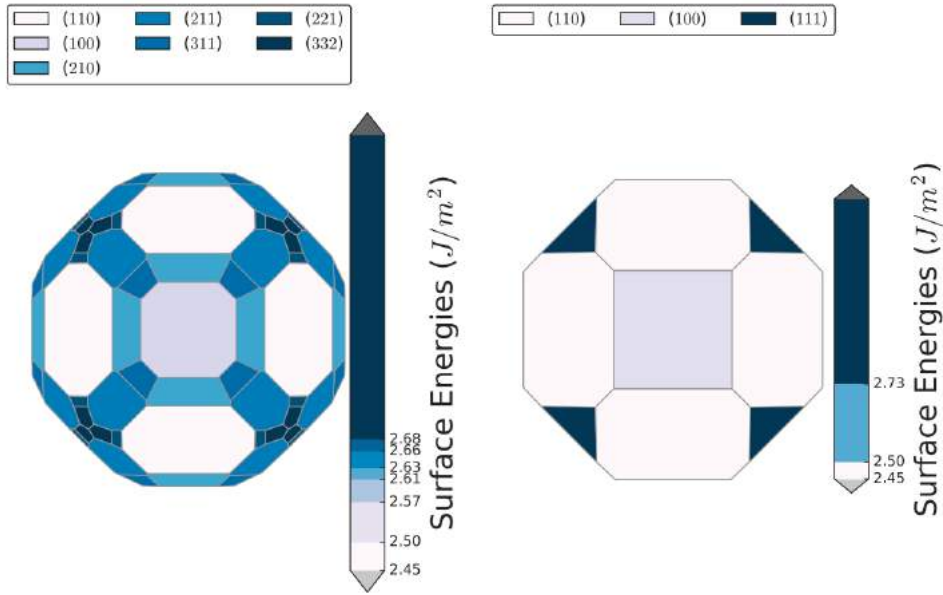 (110) (211) (221)
(100) (311) (332)
(210)
(110) (100) (111)
2.68
2.66
2.63
2.61
2.57
2.50
2.45
Surface Energies (J/m²)
2.73
2.50
2.45
Surface Energies (J/m²)